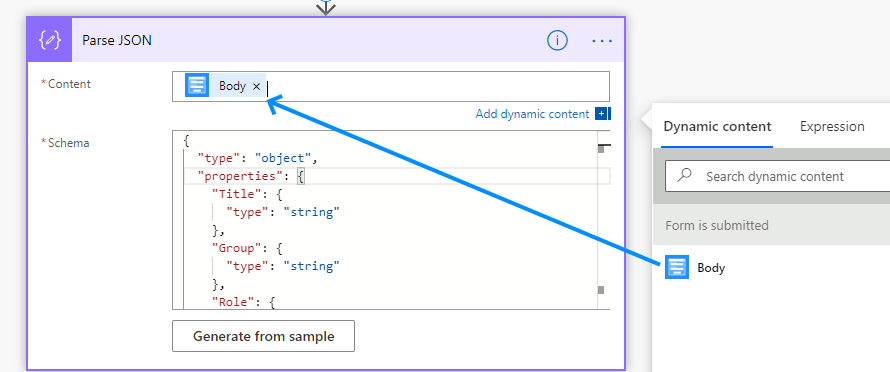 Parse JSON
*Content
Body ×
Add dynamic content
*Schema
{
"type": "object",
"properties": {
"Title": {
"type": "string"
},
"Group": {
"type": "string"
},
"Role": {
Generate from sample
Dynamic content Expression
Search dynamic content
Form is submitted
Body